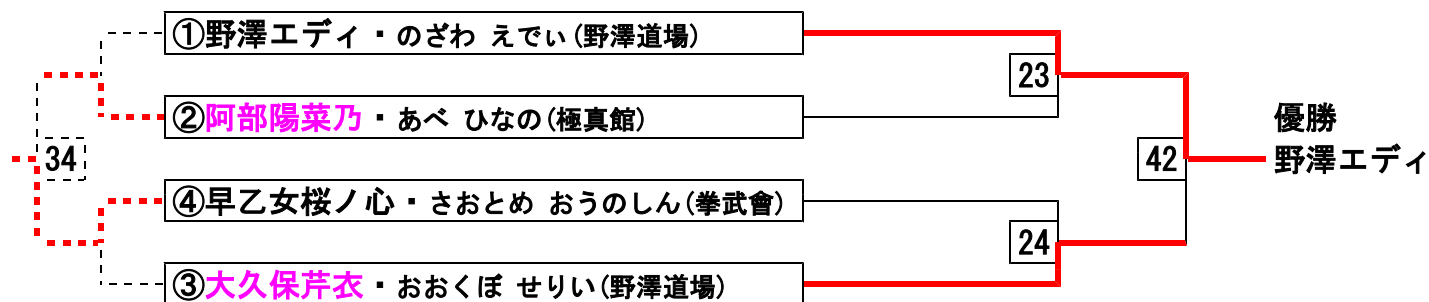 ①野澤エディ・のざわ えでぃ(野澤道場)
23
②阿部陽菜乃・あべ ひなの(極真館)
優勝
34
42
野澤エディ
④早乙女桜ノ心・さおとめ おうのしん(拳武會)
24
③大久保芹衣・おおくぼ せりい(野澤道場)